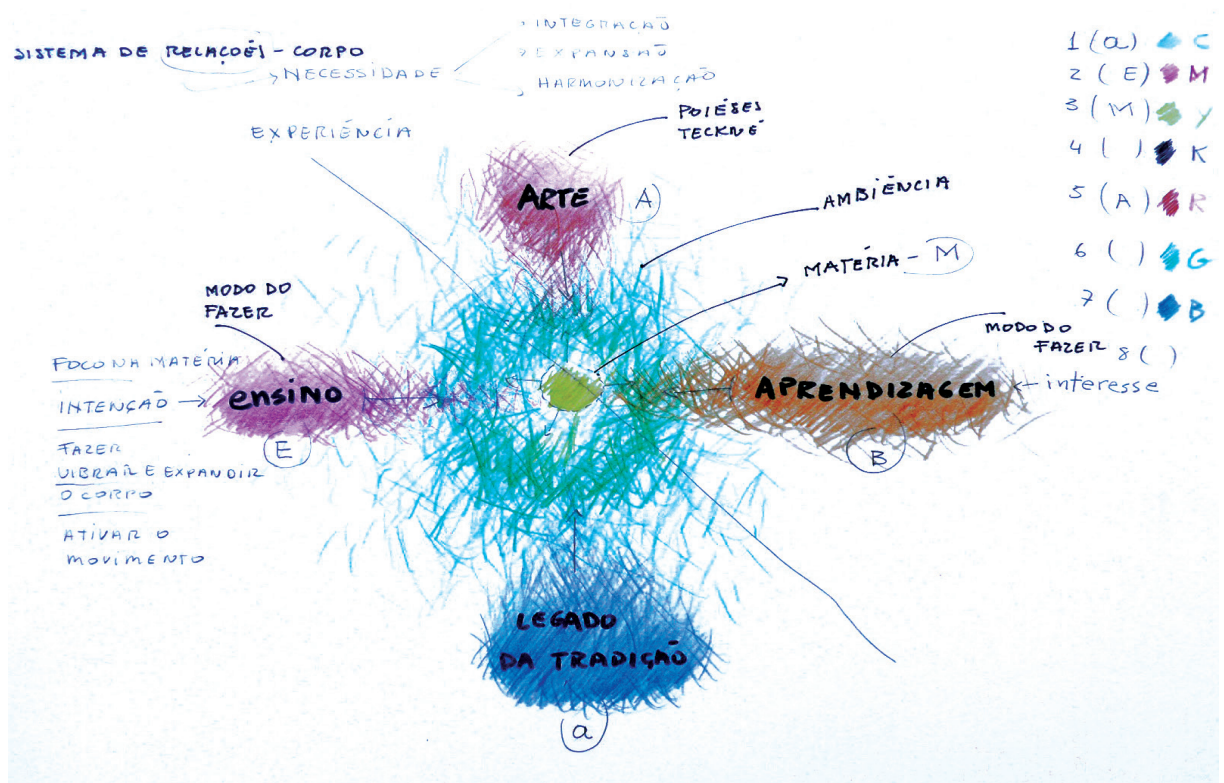 SISTEMA DE RELAÇOÊS - CORPO
NECESSIDADE
INTEGRAÇÃO
EXPANSÃO
HARMONIZAÇÃO
EXPERIÊNCIA
POIÉSES
TECKNÉ
ARTE
A
AMBIÊNCIA
MATÉRIA - M
MODO DO
FAZER
FOCO NA MATÉRIA
INTENÇÃO
FAZER
VIBRAR E EXPANDIR
O CORPO
ATIVAR O
MOVIMENTO
ensino
E
MODO DO
FAZER
APRENDIZAGEM
B
interesse
LEGADO
DA TRADIÇÃO
a
1 (a) C
2 (E) M
3 (M) Y
4 ( ) K
5 (A) R
6 ( ) G
7 ( ) B
8 ( )